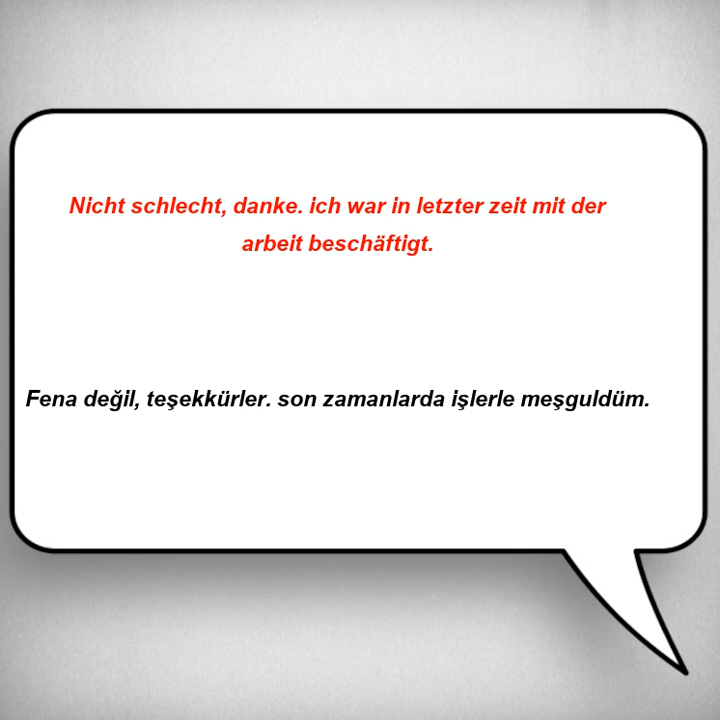 Nicht schlecht, danke. ich war in letzter zeit mit der
arbeit beschäftigt.
Fena değil, teşekkürler. son zamanlarda işlerle meşguldüm.